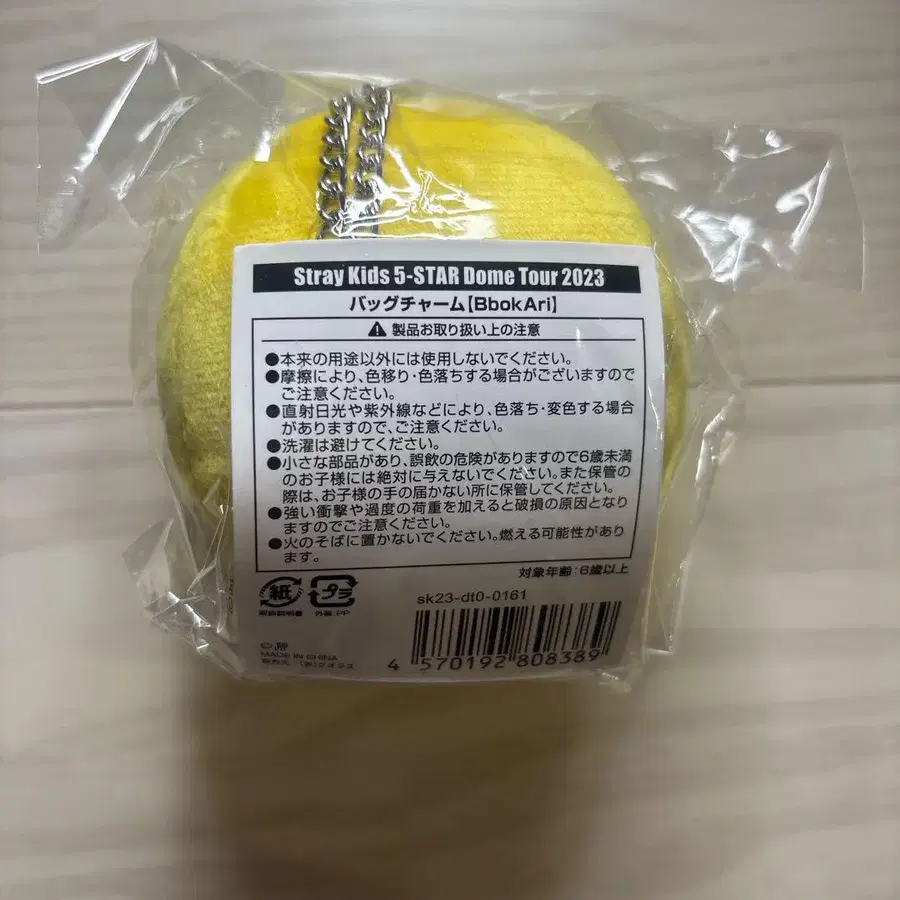 Stray Kids 5-STAR Dome Tour 2023
バッグチャーム【BbokAri】
製品お取り扱い上の注意
●本来の用途以外には使用しないでください。
●摩擦により、色移り・色落ちする場合がございますので
ご注意ください。
●直射日光や紫外線などにより、色落ち・変色する場合
がありますので、ご注意ください。
●洗濯は避けてください。
●小さな部品があり、誤飲の危険がありますので6歳未満
のお子様には絶対に与えないでください。また保管の
際は、お子様の手の届かない所に保管してください。
●強い衝撃や過度の荷重を加えると破損の原因となり
ますのでご注意ください。
●火のそばに置かないでください。燃える可能性があり
ます。
対象年齢:6歳以上
紙 プラ
取扱説明書 外装:PP
sk23-dt0-0161
MADE IN CHINA
4 570192 808389